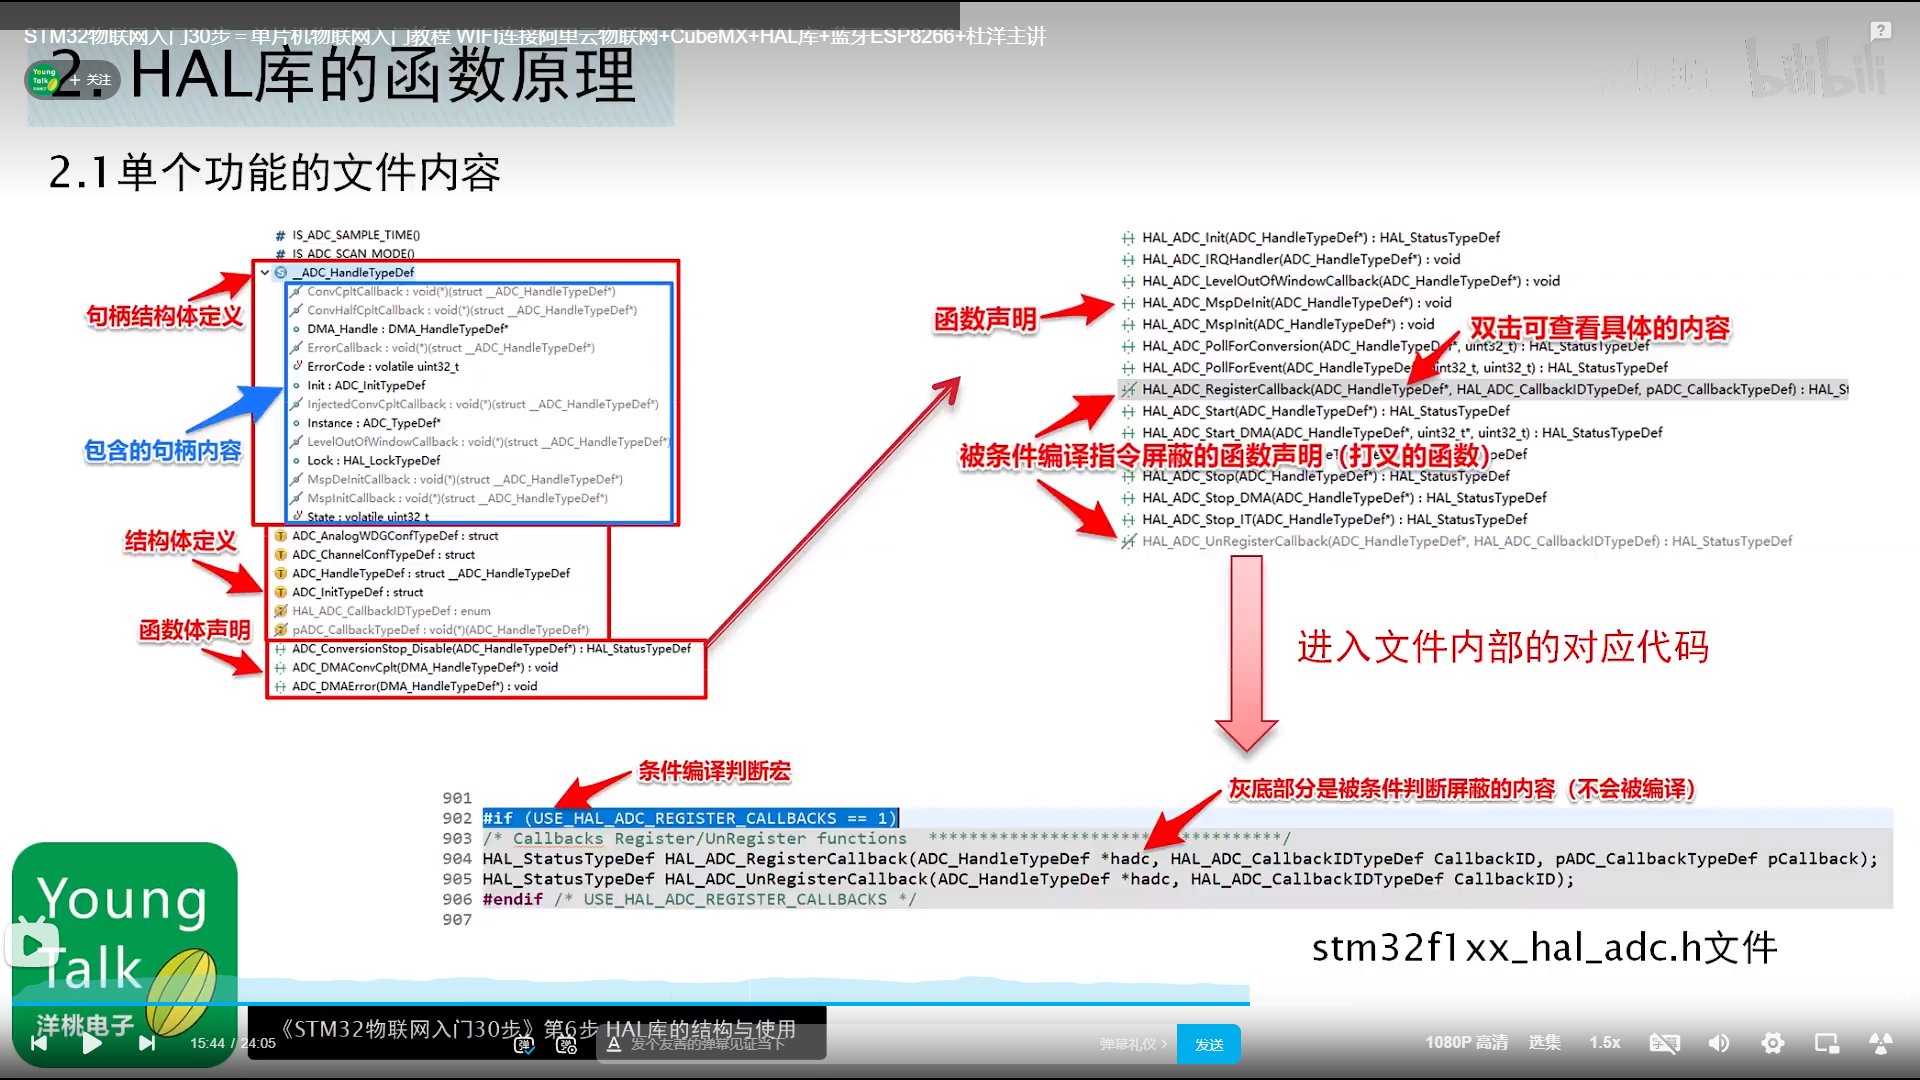 STM32物联网入门30步＝单片机物联网入门教程 WIFI连接阿里云物联网+CubeMX+HAL库+蓝牙ESP8266+杜洋主讲
Young Talk
+ 关注
2. HAL库的函数原理
bilibili
2.1单个功能的文件内容
# IS_ADC_SAMPLE_TIME()
# IS_ADC_SCAN_MODE()
__ADC_HandleTypeDef
ConvCpltCallback : void(*)(struct __ADC_HandleTypeDef*)
ConvHalfCpltCallback : void(*)(struct __ADC_HandleTypeDef*)
DMA_Handle : DMA_HandleTypeDef*
ErrorCallback : void(*)(struct __ADC_HandleTypeDef*)
ErrorCode : volatile uint32_t
Init : ADC_InitTypeDef
InjectedConvCpltCallback : void(*)(struct __ADC_HandleTypeDef*)
Instance : ADC_TypeDef*
LevelOutOfWindowCallback : void(*)(struct __ADC_HandleTypeDef*)
Lock : HAL_LockTypeDef
MspDeInitCallback : void(*)(struct __ADC_HandleTypeDef*)
MspInitCallback : void(*)(struct __ADC_HandleTypeDef*)
State : volatile uint32_t
ADC_AnalogWDGConfTypeDef : struct
ADC_ChannelConfTypeDef : struct
ADC_HandleTypeDef : struct __ADC_HandleTypeDef
ADC_InitTypeDef : struct
HAL_ADC_CallbackIDTypeDef : enum
pADC_CallbackTypeDef : void(*)(ADC_HandleTypeDef*)
ADC_ConversionStop_Disable(ADC_HandleTypeDef*) : HAL_StatusTypeDef
ADC_DMAConvCplt(DMA_HandleTypeDef*) : void
ADC_DMAError(DMA_HandleTypeDef*) : void
句柄结构体定义
包含的句柄内容
结构体定义
函数体声明
HAL_ADC_Init(ADC_HandleTypeDef*) : HAL_StatusTypeDef
HAL_ADC_IRQHandler(ADC_HandleTypeDef*) : void
HAL_ADC_LevelOutOfWindowCallback(ADC_HandleTypeDef*) : void
HAL_ADC_MspDeInit(ADC_HandleTypeDef*) : void
HAL_ADC_MspInit(ADC_HandleTypeDef*) : void
HAL_ADC_PollForConversion(ADC_HandleTypeDef*, uint32_t) : HAL_StatusTypeDef
HAL_ADC_PollForEvent(ADC_HandleTypeDef uint32_t, uint32_t) : HAL_StatusTypeDef
HAL_ADC_RegisterCallback(ADC_HandleTypeDef*, HAL_ADC_CallbackIDTypeDef, pADC_CallbackTypeDef) : HAL_St
HAL_ADC_Start(ADC_HandleTypeDef*) : HAL_StatusTypeDef
HAL_ADC_Start_DMA(ADC_HandleTypeDef*, uint32_t*, uint32_t) : HAL_StatusTypeDef
HAL_ADC_Stop(ADC_HandleTypeDef*) : HAL_StatusTypeDef
HAL_ADC_Stop_DMA(ADC_HandleTypeDef*) : HAL_StatusTypeDef
HAL_ADC_Stop_IT(ADC_HandleTypeDef*) : HAL_StatusTypeDef
HAL_ADC_UnRegisterCallback(ADC_HandleTypeDef*, HAL_ADC_CallbackIDTypeDef) : HAL_StatusTypeDef
函数声明
双击可查看具体的内容
被条件编译指令屏蔽的函数声明（打叉的函数）
进入文件内部的对应代码
条件编译判断宏
灰底部分是被条件判断屏蔽的内容（不会被编译）
901
902 #if (USE_HAL_ADC_REGISTER_CALLBACKS == 1)
903 /* Callbacks Register/UnRegister functions ***********************************/
904 HAL_StatusTypeDef HAL_ADC_RegisterCallback(ADC_HandleTypeDef *hadc, HAL_ADC_CallbackIDTypeDef CallbackID, pADC_CallbackTypeDef pCallback);
905 HAL_StatusTypeDef HAL_ADC_UnRegisterCallback(ADC_HandleTypeDef *hadc, HAL_ADC_CallbackIDTypeDef CallbackID);
906 #endif /* USE_HAL_ADC_REGISTER_CALLBACKS */
907
stm32f1xx_hal_adc.h文件
Young
Talk
洋桃电子
《STM32物联网入门30步》第6步 HAL库的结构与使用
15:44 / 24:05
发个友善的弹幕见证当下
弹幕礼仪 >
发送
1080P 高清
选集
1.5x